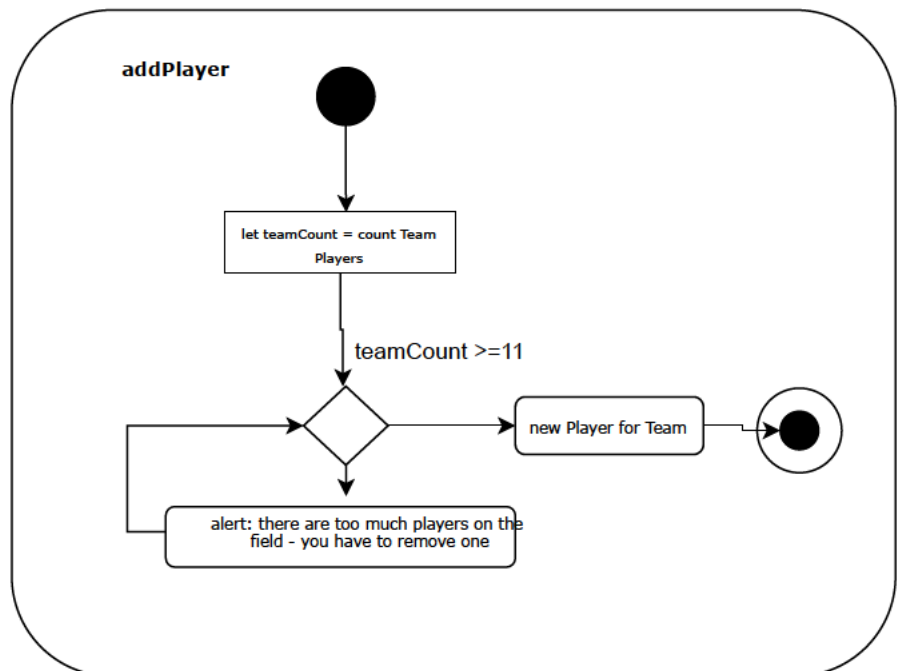 addPlayer
let teamCount = count Team
Players
teamCount >=11
new Player for Team
alert: there are too much players on the
field - you have to remove one